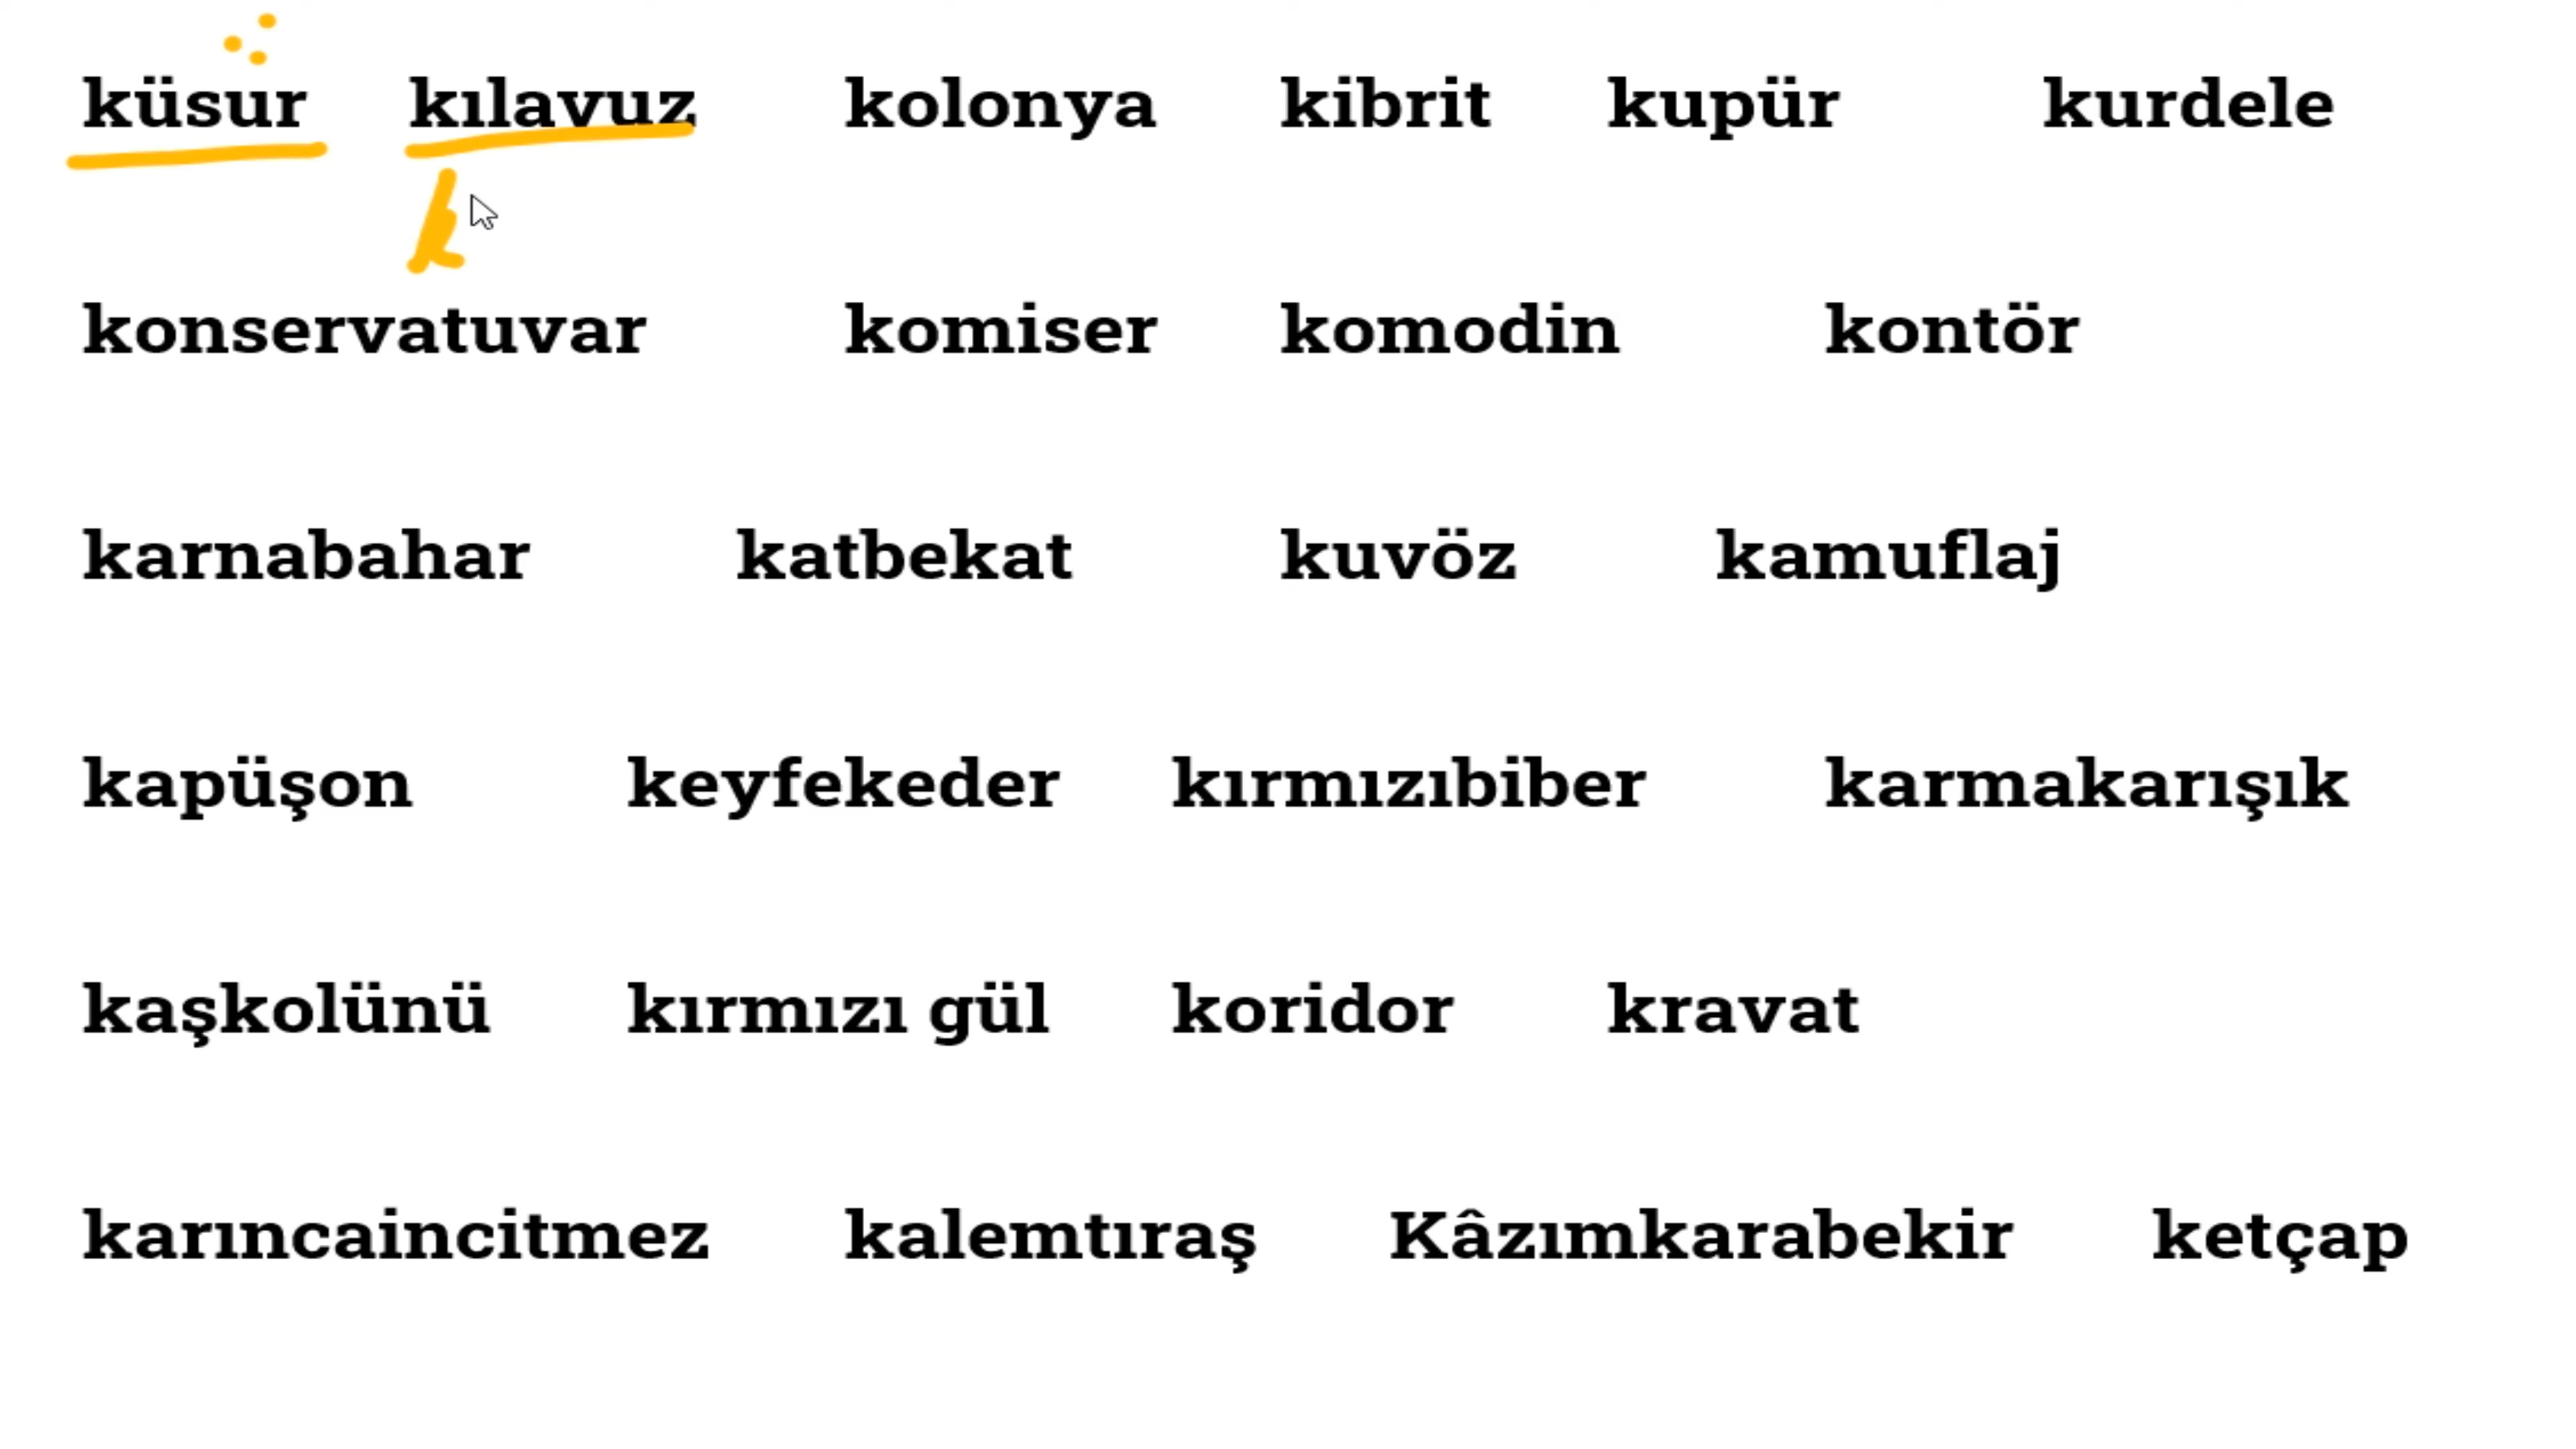 küsur kılavuz kolonya kibrit kupür kurdele
k
konservatuvar komiser komodin kontör
karnabahar katbekat kuvöz kamuflaj
kapüşon keyfekeder kırmızıbiber karmakarışık
kaşkolünü kırmızı gül koridor kravat
karıncaincitmez kalemtıraş Kâzımkarabekir ketçap